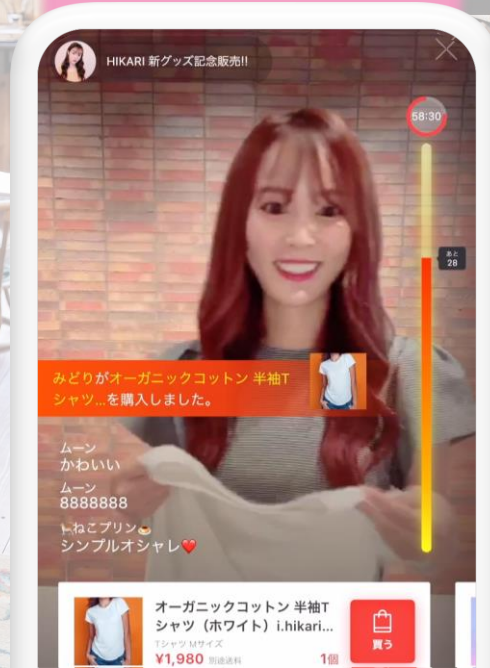 HIKARI 新グッズ記念販売!!
58:30
あと
28
みどりがオーガニックコットン 半袖T
シャツ...を購入しました。
ムーン
かわいい
ムーン
8888888
ねこプリン🍮
シンプルオシャレ❤️
オーガニックコットン 半袖T
シャツ（ホワイト）i.hikari...
Tシャツ Mサイズ
¥1,980 別途送料
1個
買う